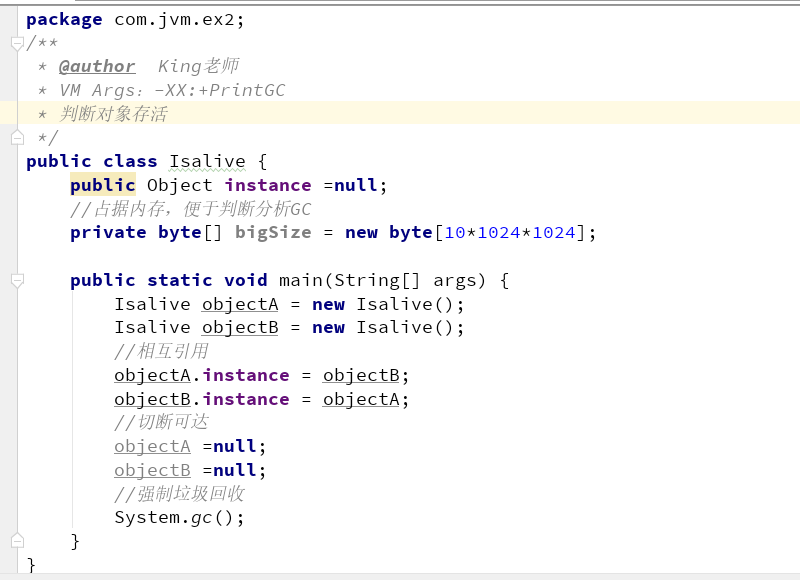 package com.jvm.ex2;
/**
 * @author  King老师
 * VM Args: -XX:+PrintGC
 * 判断对象存活
 */
public class Isalive {
    public Object instance =null;
    //占据内存，便于判断分析GC
    private byte[] bigSize = new byte[10*1024*1024];

    public static void main(String[] args) {
        Isalive objectA = new Isalive();
        Isalive objectB = new Isalive();
        //相互引用
        objectA.instance = objectB;
        objectB.instance = objectA;
        //切断可达
        objectA =null;
        objectB =null;
        //强制垃圾回收
        System.gc();
    }
}